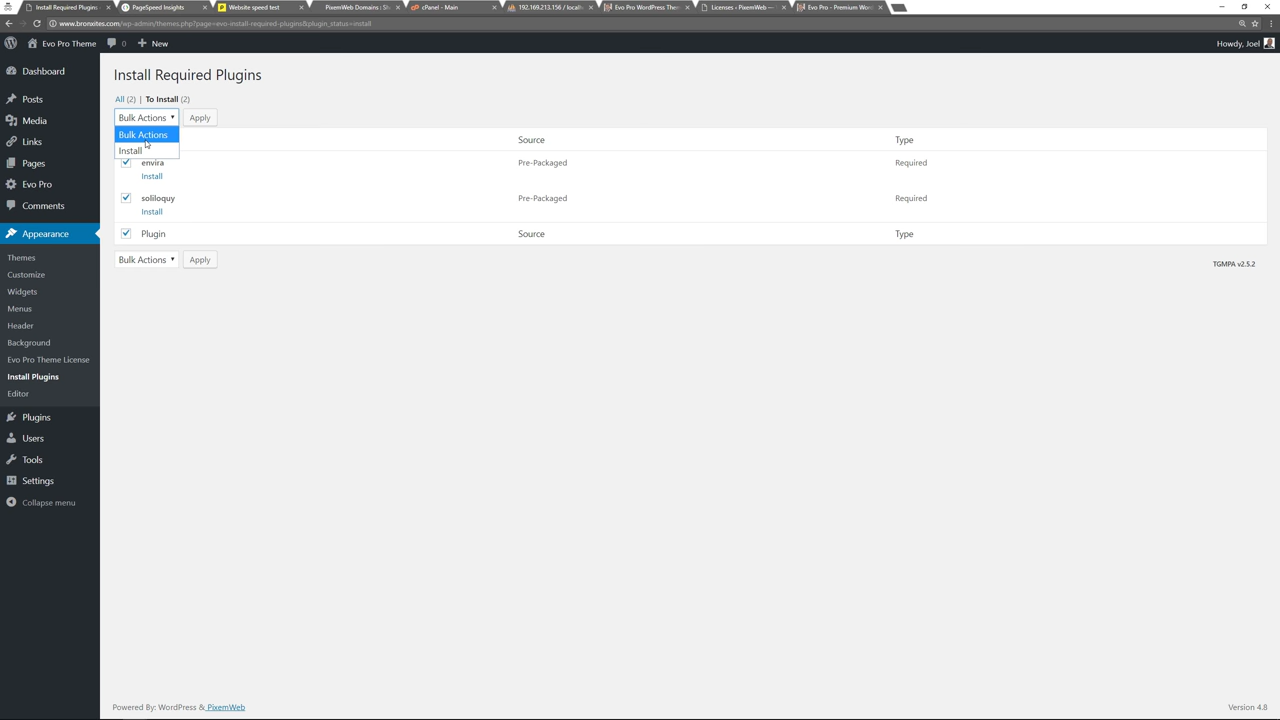 Install Required Plugins
PageSpeed Insights
Website speed test
PixemWeb Domains : Sh
cPanel - Main
192.169.213.156 / localh
Evo Pro WordPress Them
Licenses ‹ PixemWeb —
Evo Pro - Premium Wor
www.bronxites.com/wp-admin/themes.php?page=evo-install-required-plugins&plugin_status=install
Evo Pro Theme
0
New
Howdy, Joel
Dashboard
Posts
Media
Links
Pages
Evo Pro
Comments
Appearance
Themes
Customize
Widgets
Menus
Header
Background
Evo Pro Theme License
Install Plugins
Editor
Plugins
Users
Tools
Settings
Collapse menu
Install Required Plugins
All (2) | To Install (2)
Bulk Actions
Apply
Bulk Actions
Install
Source
Type
envira
Pre-Packaged
Required
Install
soliloquy
Pre-Packaged
Required
Install
Plugin
Source
Type
Bulk Actions
Apply
TGMPA v2.5.2
Powered By: WordPress & PixemWeb
Version 4.8